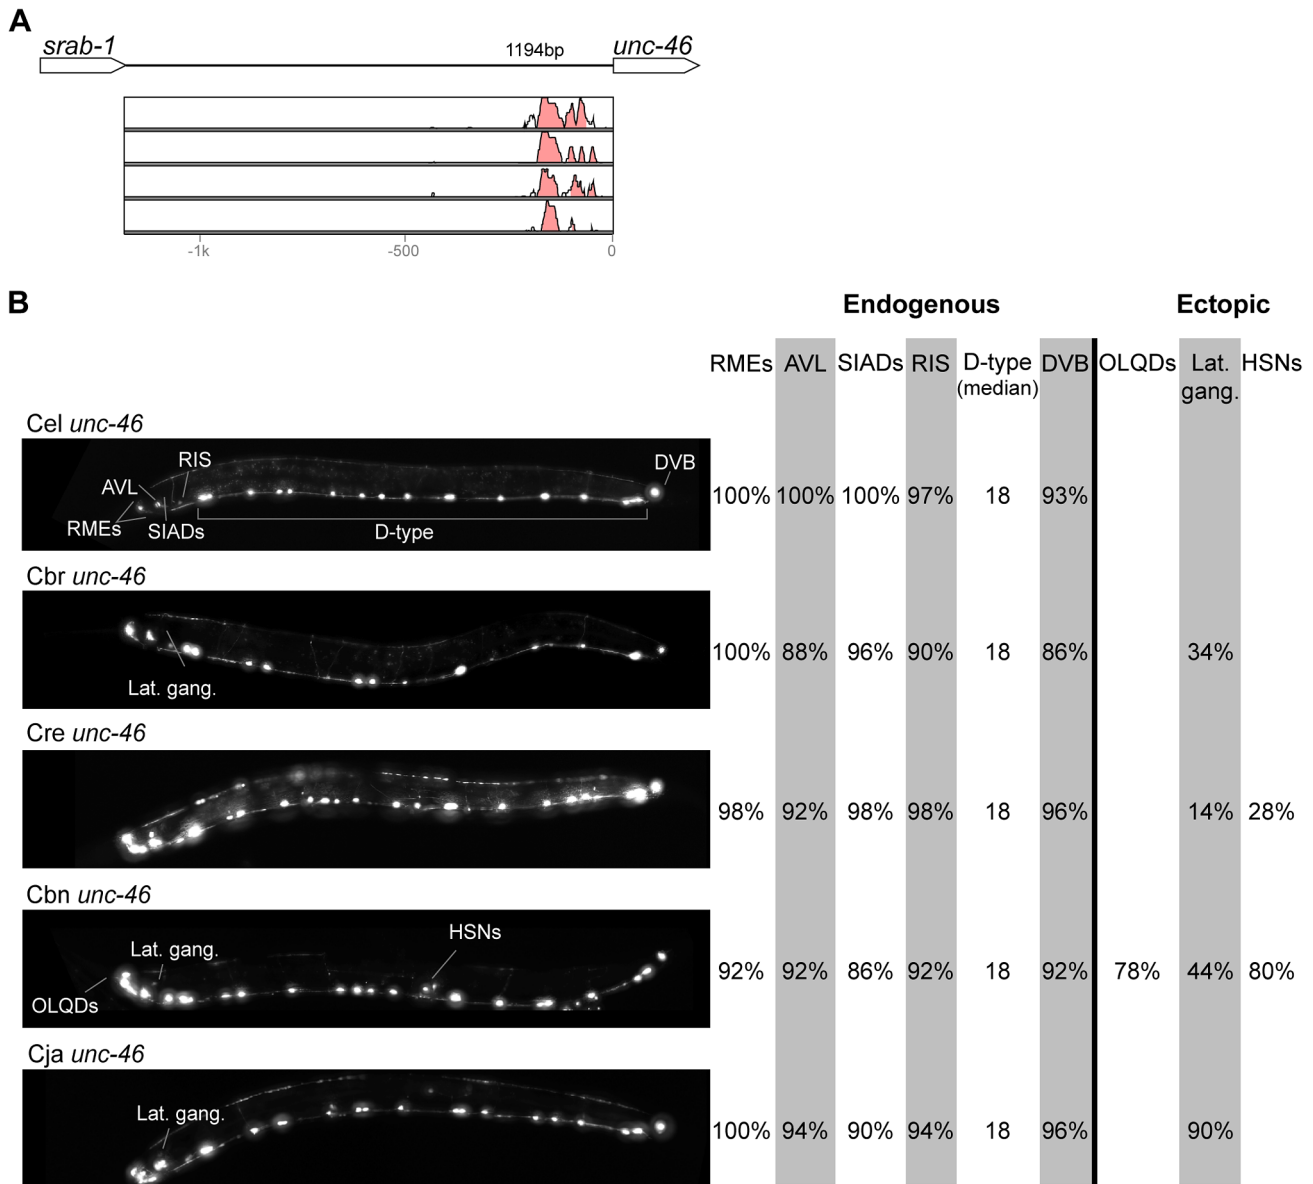 A
srab-1
1194bp
unc-46
-1k
-500
0
B
Endogenous
Ectopic
RMEs AVL SIADs RIS D-type DVB OLQDs Lat. HSNs
(median) gang.
Cel unc-46
RIS
DVB
AVL
RMEs SIADs D-type
100% 100% 100% 97% 18 93%
Cbr unc-46
Lat. gang.
100% 88% 96% 90% 18 86% 34%
Cre unc-46
98% 92% 98% 98% 18 96% 14% 28%
Cbn unc-46
HSNs
Lat. gang.
OLQDs
92% 92% 86% 92% 18 92% 78% 44% 80%
Cja unc-46
Lat. gang.
100% 94% 90% 94% 18 96% 90%